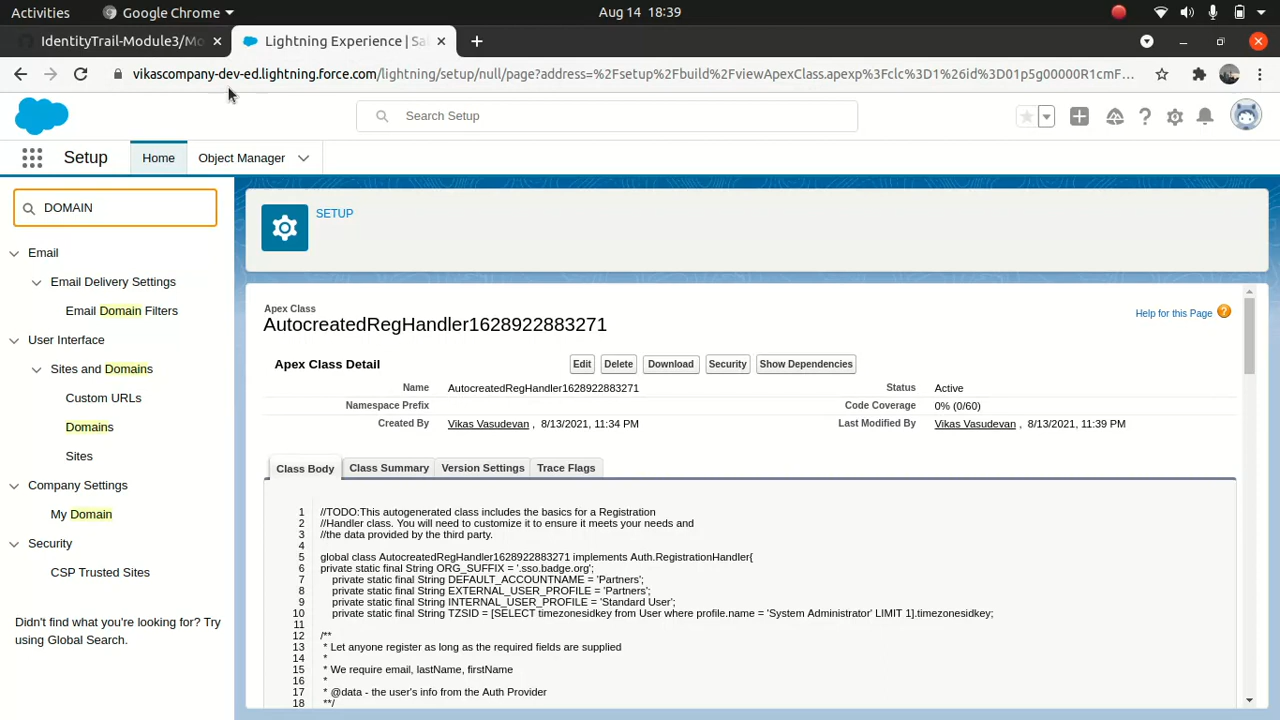 Activities
Google Chrome
Aug 14 18:39
IdentityTrail-Module3/Mo
Lightning Experience | Sa
vikascompany-dev-ed.lightning.force.com/lightning/setup/null/page?address=%2Fsetup%2Fbuild%2FviewApexClass.apexp%3Fclc%3D1%26id%3D01p5g00000R1cmF…
Search Setup
Setup
Home
Object Manager
DOMAIN
Email
Email Delivery Settings
Email Domain Filters
User Interface
Sites and Domains
Custom URLs
Domains
Sites
Company Settings
My Domain
Security
CSP Trusted Sites
Didn't find what you're looking for? Try
using Global Search.
SETUP
Apex Class
AutocreatedRegHandler1628922883271
Help for this Page
Apex Class Detail
Edit
Delete
Download
Security
Show Dependencies
Name AutocreatedRegHandler1628922883271 Status Active
Namespace Prefix Code Coverage 0% (0/60)
Created By Vikas Vasudevan , 8/13/2021, 11:34 PM Last Modified By Vikas Vasudevan , 8/13/2021, 11:39 PM
Class Body
Class Summary
Version Settings
Trace Flags
1 //TODO:This autogenerated class includes the basics for a Registration
2 //Handler class. You will need to customize it to ensure it meets your needs and
3 //the data provided by the third party.
4
5 global class AutocreatedRegHandler1628922883271 implements Auth.RegistrationHandler{
6 private static final String ORG_SUFFIX = '.sso.badge.org';
7 private static final String DEFAULT_ACCOUNTNAME = 'Partners';
8 private static final String EXTERNAL_USER_PROFILE = 'Partners';
9 private static final String INTERNAL_USER_PROFILE = 'Standard User';
10 private static final String TZSID = [SELECT timezonesidkey from User where profile.name = 'System Administrator' LIMIT 1].timezonesidkey;
11
12 /**
13 * Let anyone register as long as the required fields are supplied
14 *
15 * We require email, lastName, firstName
16 *
17 * @data - the user's info from the Auth Provider
18 **/